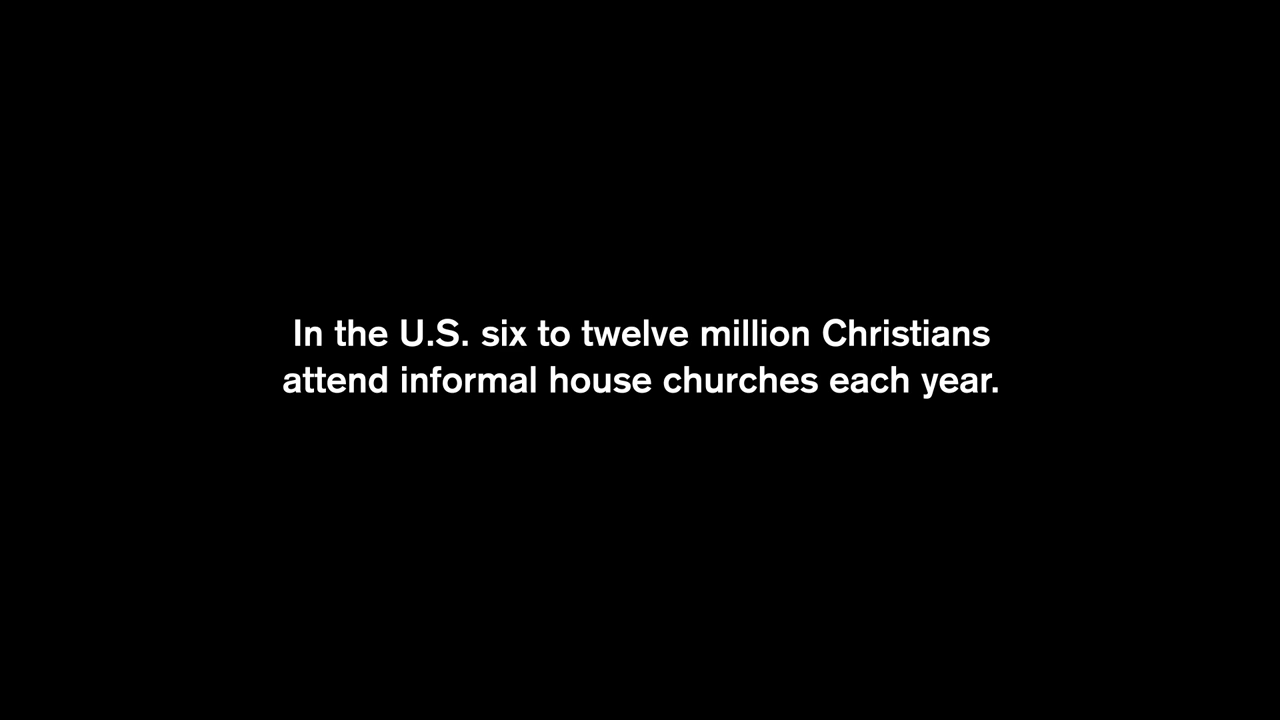 In the U.S. six to twelve million Christians
attend informal house churches each year.